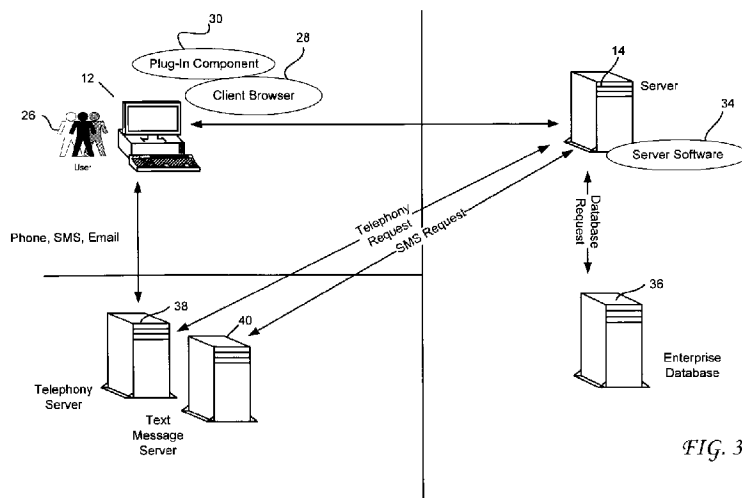 30
Plug-In Component
28
Client Browser
12
26
User
14
Server
34
Server Software
Phone, SMS, Email
Telephony
Request
SMS Request
Database
Request
38
40
36
Telephony
Server
Text
Message
Server
Enterprise
Database
FIG. 3